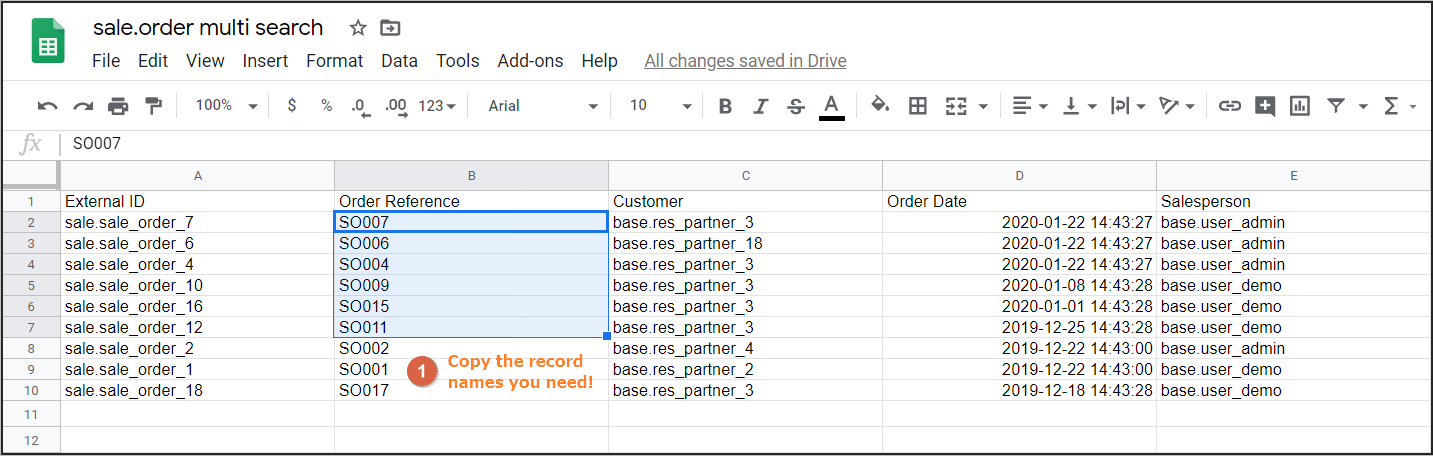 sale.order multi search
File Edit View Insert Format Data Tools Add-ons Help All changes saved in Drive
100% $ % .0 .00 123 Arial 10 B I S A Σ
fx SO007
A B C D E
1 External ID Order Reference Customer Order Date Salesperson
2 sale.sale_order_7 SO007 base.res_partner_3 2020-01-22 14:43:27 base.user_admin
3 sale.sale_order_6 SO006 base.res_partner_18 2020-01-22 14:43:27 base.user_admin
4 sale.sale_order_4 SO004 base.res_partner_3 2020-01-22 14:43:27 base.user_admin
5 sale.sale_order_10 SO009 base.res_partner_3 2020-01-08 14:43:28 base.user_demo
6 sale.sale_order_16 SO015 base.res_partner_3 2020-01-01 14:43:28 base.user_demo
7 sale.sale_order_12 SO011 base.res_partner_3 2019-12-25 14:43:28 base.user_demo
8 sale.sale_order_2 SO002 base.res_partner_4 2019-12-22 14:43:00 base.user_admin
9 sale.sale_order_1 SO001 base.res_partner_2 2019-12-22 14:43:00 base.user_demo
10 sale.sale_order_18 SO017 base.res_partner_3 2019-12-18 14:43:28 base.user_demo
11
12
1 Copy the record
names you need!